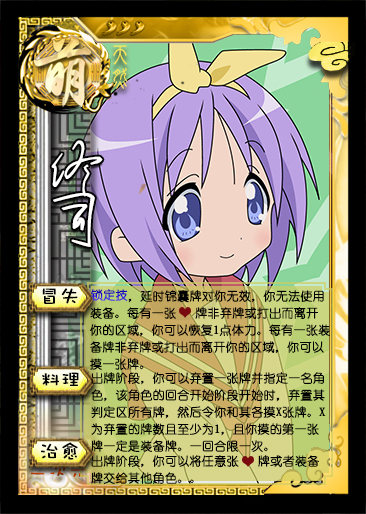 萌
天然
终司
冒失
锁定技，延时锦囊牌对你无效，你无法使用
装备。每有一张❤牌非弃牌或打出而离开
你的区域，你可以恢复1点体力。每有一张装
备牌非弃牌或打出而离开你的区域，你可以
摸一张牌。
料理
出牌阶段，你可以弃置一张牌并指定一名角
色，该角色的回合开始阶段开始时，弃置其
判定区所有牌，然后令你和其各摸X张牌。X
为弃置的牌数且至少为1，且你摸的第一张
牌一定是装备牌。一回合限一次。
治愈
出牌阶段，你可以将任意张❤牌或者装备
牌交给其他角色。。